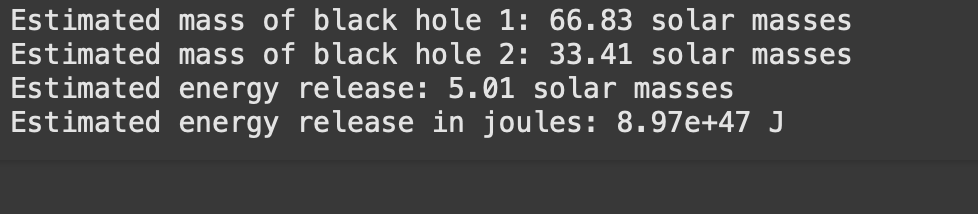 Estimated mass of black hole 1: 66.83 solar masses
Estimated mass of black hole 2: 33.41 solar masses
Estimated energy release: 5.01 solar masses
Estimated energy release in joules: 8.97e+47 J